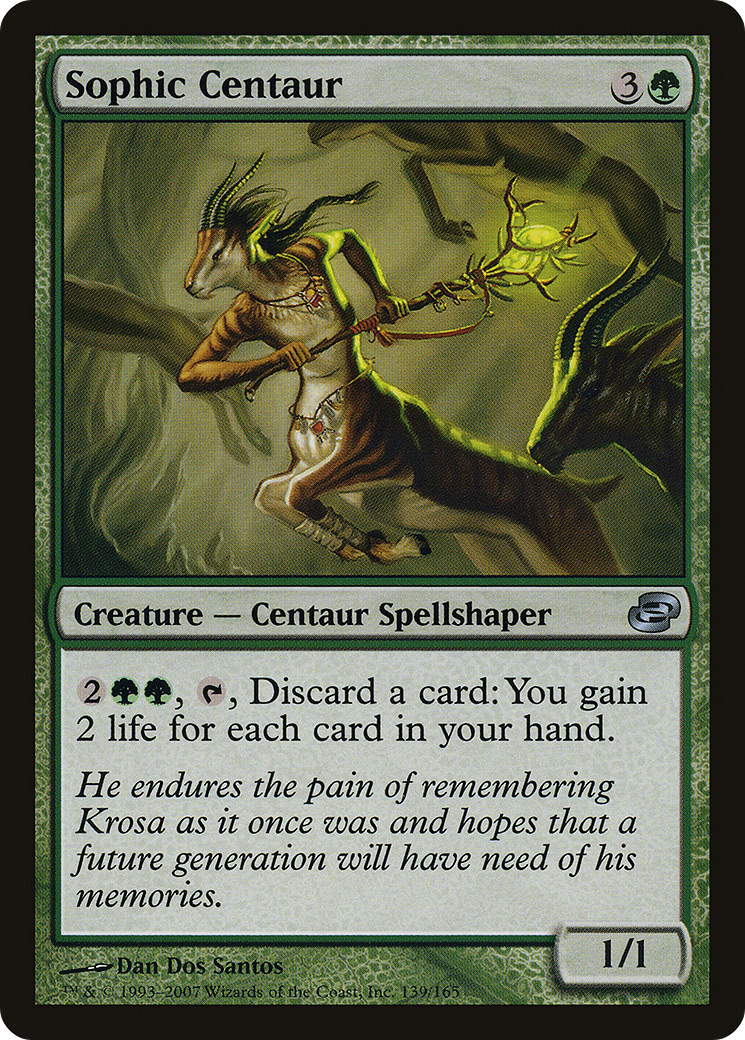 Sophic Centaur
3
Creature — Centaur Spellshaper
2, , Discard a card: You gain
2 life for each card in your hand.
He endures the pain of remembering
Krosa as it once was and hopes that a
future generation will have need of his
memories.
1/1
Dan Dos Santos
™ & © 1993–2007 Wizards of the Coast, Inc. 139/165